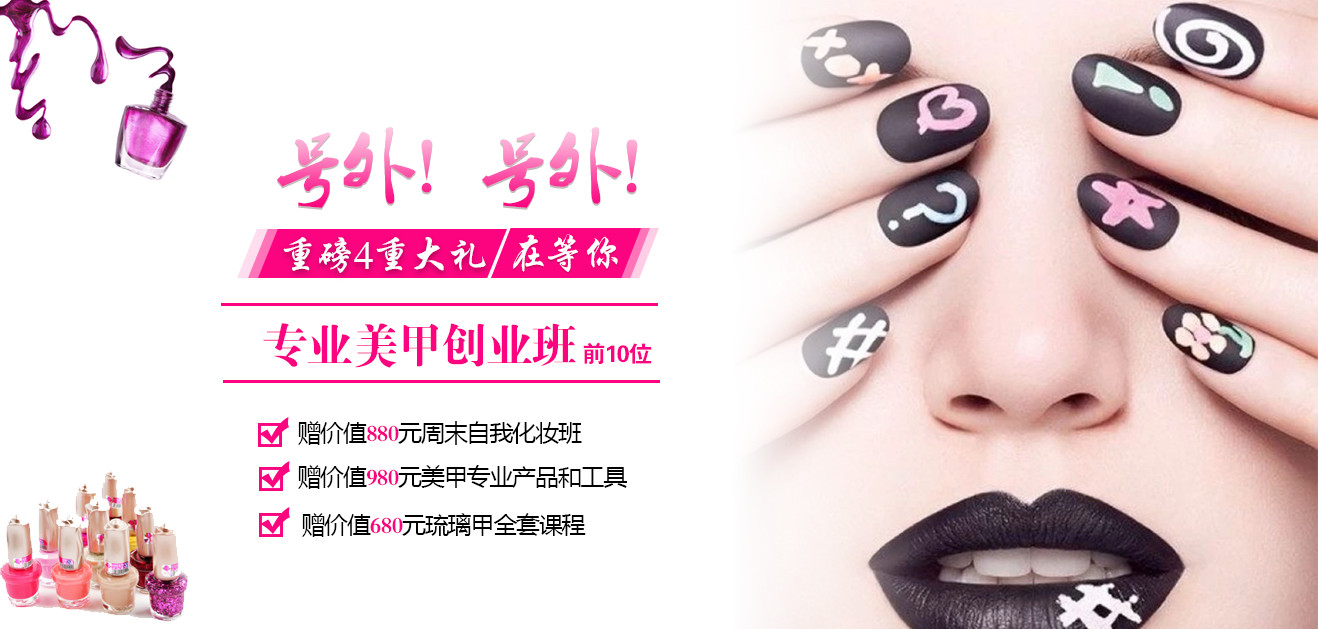 号外! 号外!
重磅4重大礼/在等你
专业美甲创业班 前10位
赠价值880元周末自我化妆班
赠价值980元美甲专业产品和工具
赠价值680元琉璃甲全套课程